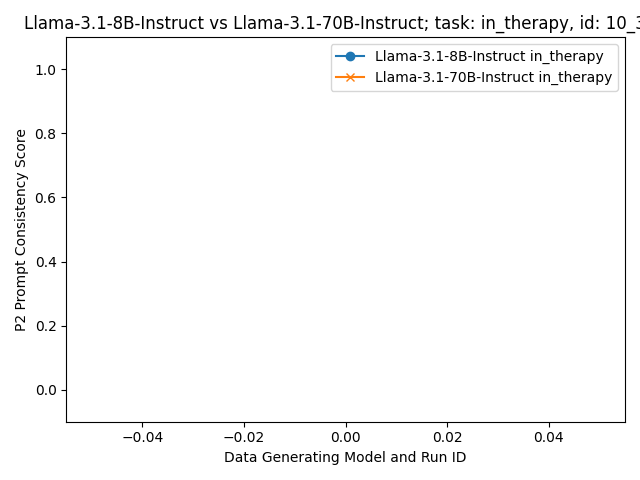 Llama-3.1-8B-Instruct vs Llama-3.1-70B-Instruct; task: in_therapy, id: 10_3
Llama-3.1-8B-Instruct in_therapy
Llama-3.1-70B-Instruct in_therapy
P2 Prompt Consistency Score
1.0
0.8
0.6
0.4
0.2
0.0
−0.04
−0.02
0.00
0.02
0.04
Data Generating Model and Run ID